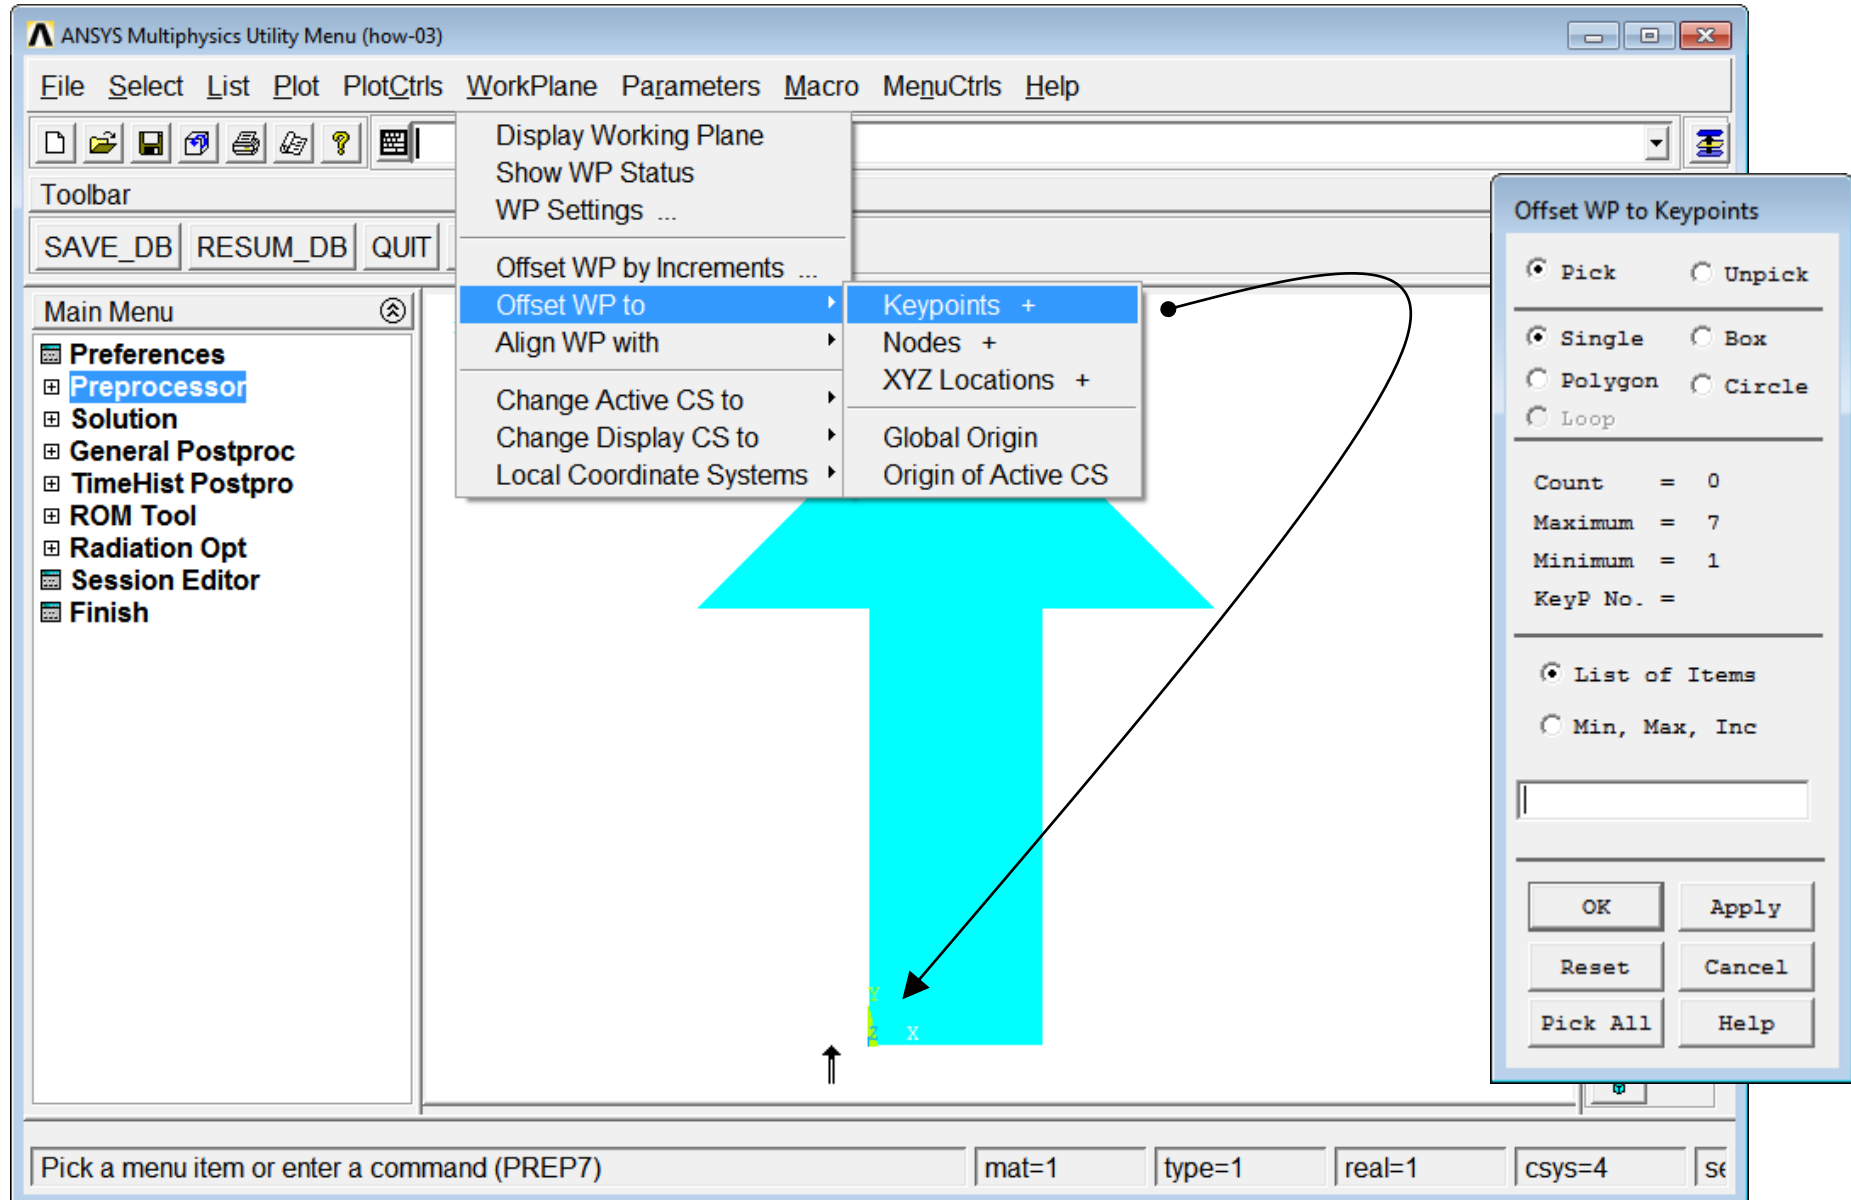 ANSYS Multiphysics Utility Menu (how-03)
File Select List Plot PlotCtrls WorkPlane Parameters Macro MenuCtrls Help
Display Working Plane
Show WP Status
WP Settings ...
Offset WP by Increments ...
Offset WP to
Align WP with
Change Active CS to
Change Display CS to
Local Coordinate Systems
Keypoints +
Nodes +
XYZ Locations +
Global Origin
Origin of Active CS
Toolbar
SAVE_DB RESUM_DB QUIT
Main Menu
Preferences
Preprocessor
Solution
General Postproc
TimeHist Postpro
ROM Tool
Radiation Opt
Session Editor
Finish
Y
Z X
Offset WP to Keypoints
Pick Unpick
Single Box
Polygon Circle
Loop
Count = 0
Maximum = 7
Minimum = 1
KeyP No. =
List of Items
Min, Max, Inc
OK Apply
Reset Cancel
Pick All Help
Pick a menu item or enter a command (PREP7) mat=1 type=1 real=1 csys=4